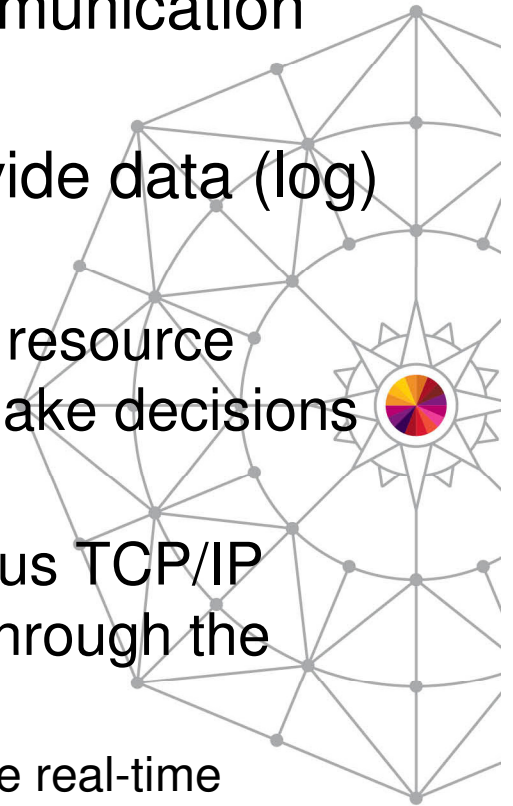 munication
vide data (log)
resource
ake decisions
us TCP/IP
hrough the
e real-time